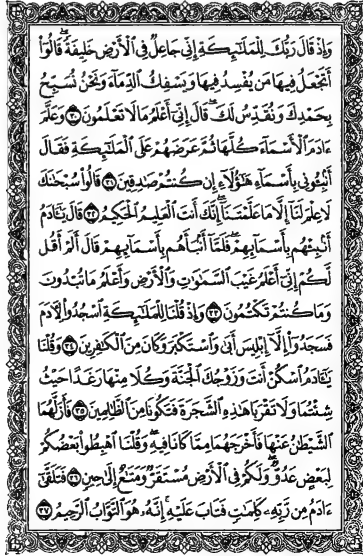 وَإِذْ قَالَ رَبُّكَ لِلْمَلَٰٓئِكَةِ إِنِّى جَاعِلٌ فِى ٱلْأَرْضِ خَلِيفَةً ۖ قَالُوٓا۟
أَتَجْعَلُ فِيهَا مَن يُفْسِدُ فِيهَا وَيَسْفِكُ ٱلدِّمَآءَ وَنَحْنُ نُسَبِّحُ
بِحَمْدِكَ وَنُقَدِّسُ لَكَ ۖ قَالَ إِنِّىٓ أَعْلَمُ مَا لَا تَعْلَمُونَ ٣٠ وَعَلَّمَ
ءَادَمَ ٱلْأَسْمَآءَ كُلَّهَا ثُمَّ عَرَضَهُمْ عَلَى ٱلْمَلَٰٓئِكَةِ فَقَالَ
أَنۢبِـُٔونِى بِأَسْمَآءِ هَٰٓؤُلَآءِ إِن كُنتُمْ صَٰدِقِينَ ٣١ قَالُوا۟ سُبْحَٰنَكَ
لَا عِلْمَ لَنَآ إِلَّا مَا عَلَّمْتَنَآ ۖ إِنَّكَ أَنتَ ٱلْعَلِيمُ ٱلْحَكِيمُ ٣٢ قَالَ يَٰٓـَٔادَمُ
أَنۢبِئْهُم بِأَسْمَآئِهِمْ ۖ فَلَمَّآ أَنۢبَأَهُم بِأَسْمَآئِهِمْ قَالَ أَلَمْ أَقُل
لَّكُمْ إِنِّىٓ أَعْلَمُ غَيْبَ ٱلسَّمَٰوَٰتِ وَٱلْأَرْضِ وَأَعْلَمُ مَا تُبْدُونَ
وَمَا كُنتُمْ تَكْتُمُونَ ٣٣ وَإِذْ قُلْنَا لِلْمَلَٰٓئِكَةِ ٱسْجُدُوا۟ لِءَادَمَ
فَسَجَدُوٓا۟ إِلَّآ إِبْلِيسَ أَبَىٰ وَٱسْتَكْبَرَ وَكَانَ مِنَ ٱلْكَٰفِرِينَ ٣٤ وَقُلْنَا
يَٰٓـَٔادَمُ ٱسْكُنْ أَنتَ وَزَوْجُكَ ٱلْجَنَّةَ وَكُلَا مِنْهَا رَغَدًا حَيْثُ
شِئْتُمَا وَلَا تَقْرَبَا هَٰذِهِ ٱلشَّجَرَةَ فَتَكُونَا مِنَ ٱلظَّٰلِمِينَ ٣٥ فَأَزَلَّهُمَا
ٱلشَّيْطَٰنُ عَنْهَا فَأَخْرَجَهُمَا مِمَّا كَانَا فِيهِ ۖ وَقُلْنَا ٱهْبِطُوا۟ بَعْضُكُمْ
لِبَعْضٍ عَدُوٌّ ۖ وَلَكُمْ فِى ٱلْأَرْضِ مُسْتَقَرٌّ وَمَتَٰعٌ إِلَىٰ حِينٍ ٣٦ فَتَلَقَّىٰٓ
ءَادَمُ مِن رَّبِّهِۦ كَلِمَٰتٍ فَتَابَ عَلَيْهِ ۚ إِنَّهُۥ هُوَ ٱلتَّوَّابُ ٱلرَّحِيمُ ٣٧